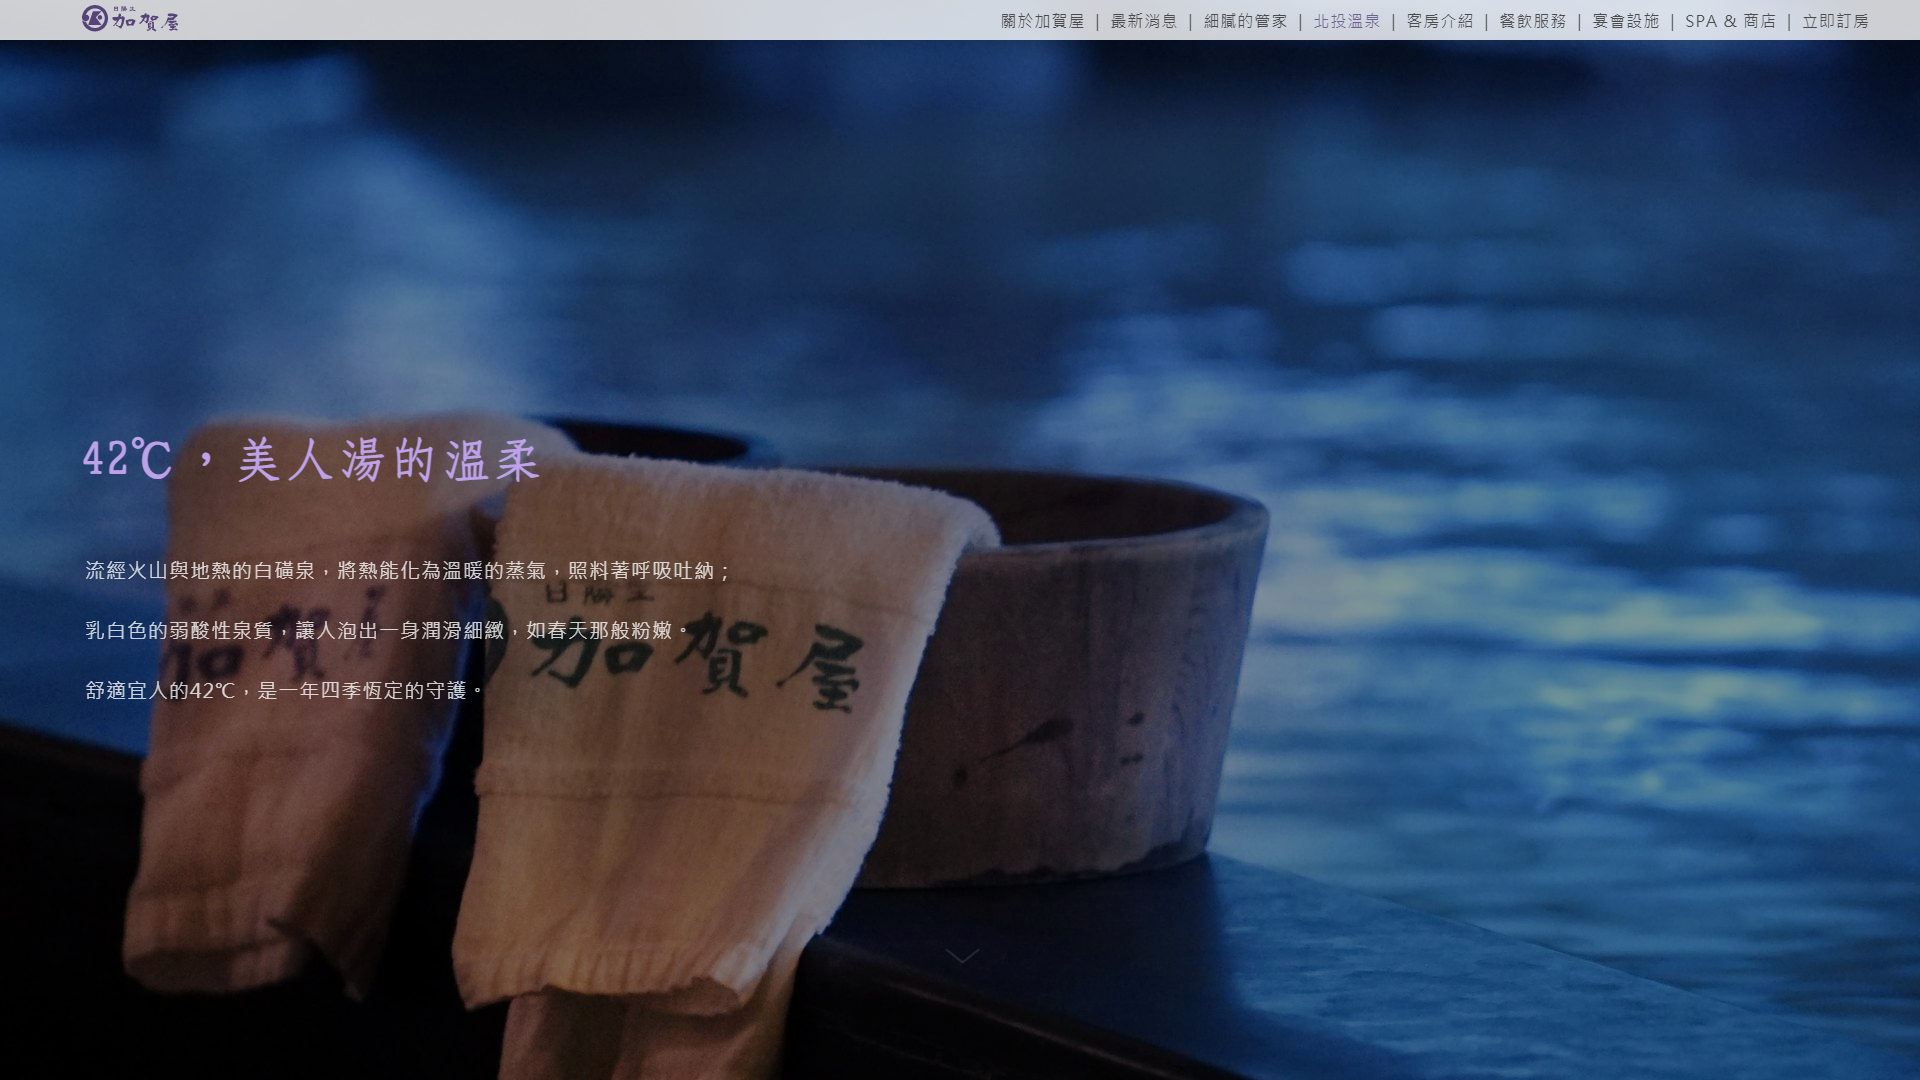 日勝生
加賀屋
關於加賀屋 | 最新消息 | 細膩的管家 | 北投溫泉 | 客房介紹 | 餐飲服務 | 宴會設施 | SPA & 商店 | 立即訂房
42℃，美人湯的溫柔
流經火山與地熱的白磺泉，將熱能化為溫暖的蒸氣，照料著呼吸吐納；
日勝生
乳白色的弱酸性泉質，讓人泡出一身潤滑細緻，如春天那般粉嫩。
加賀屋
加賀屋
舒適宜人的42℃，是一年四季恆定的守護。